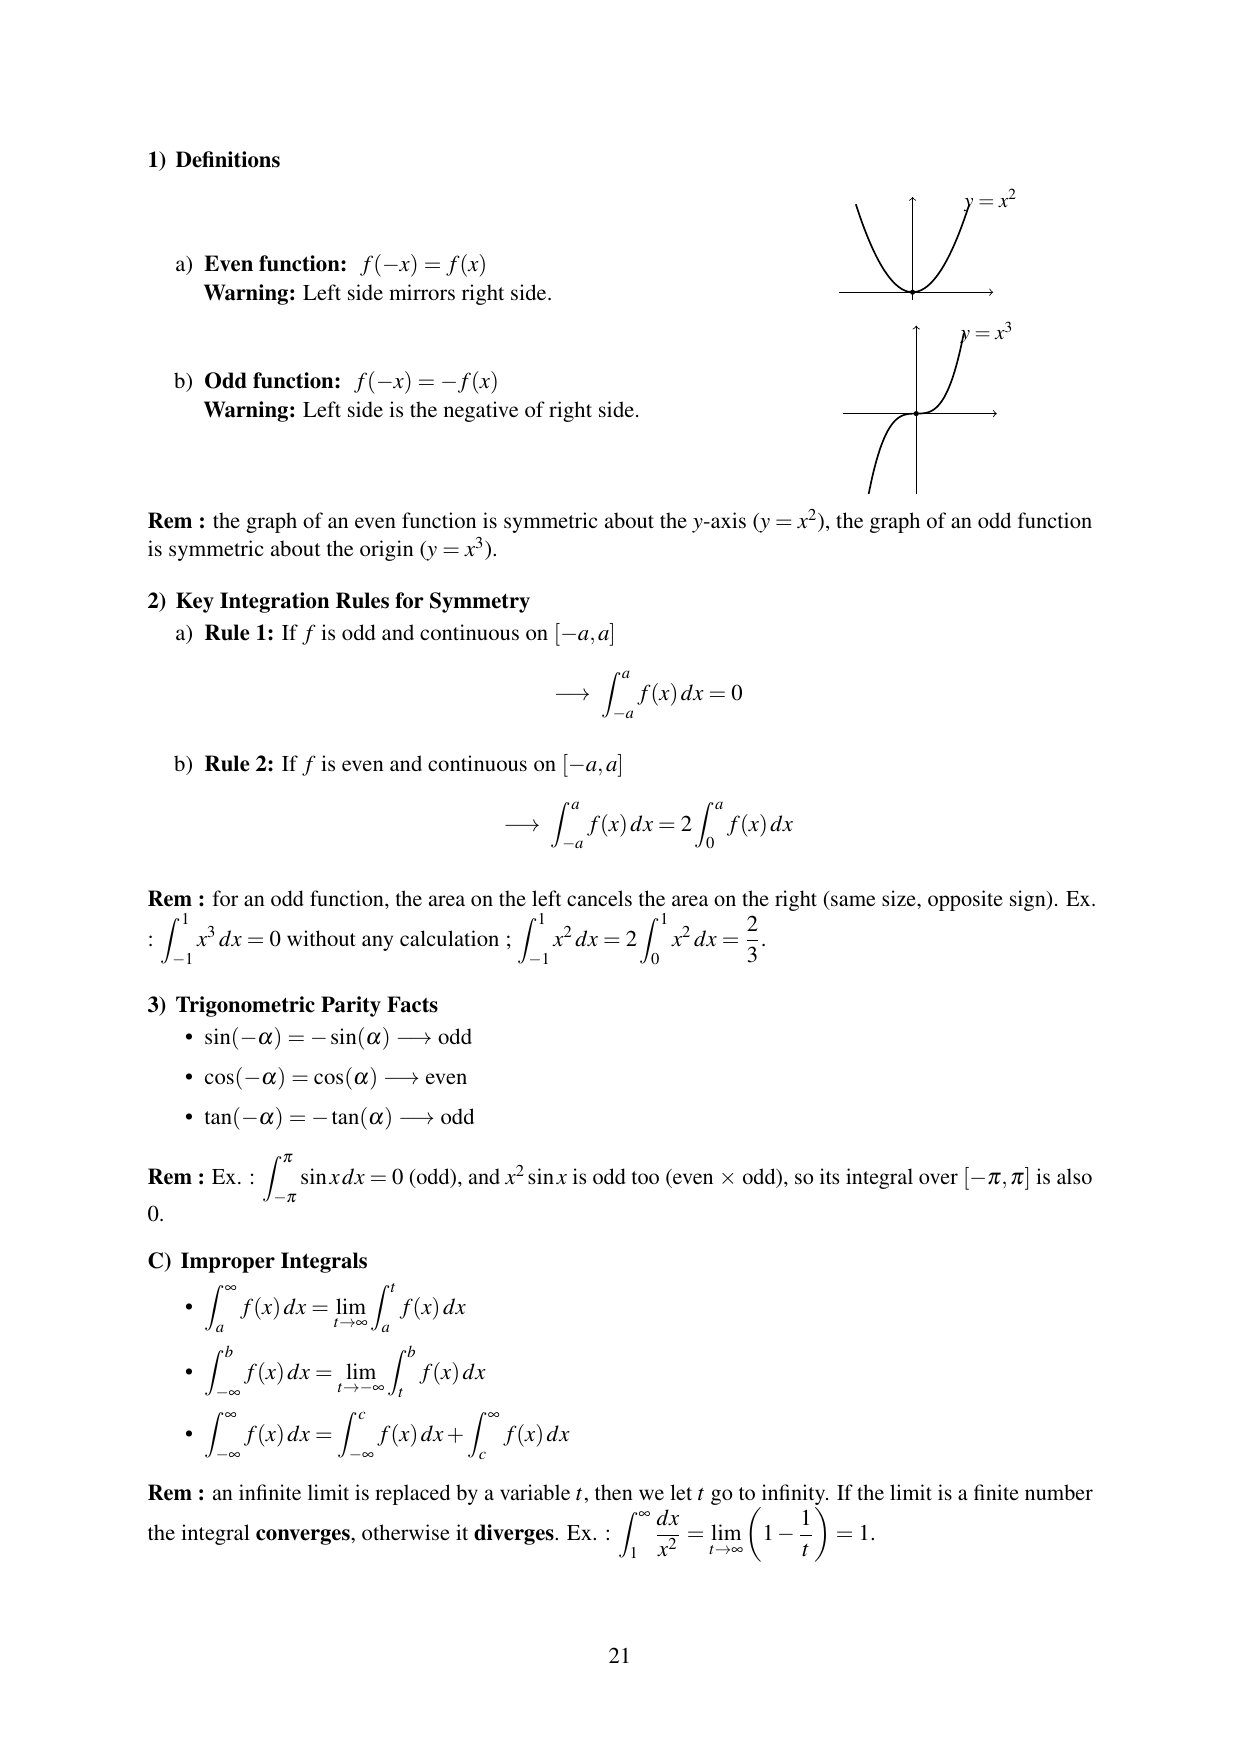 1) Definitions
y = x²
a) Even function: f(−x) = f(x)
Warning: Left side mirrors right side.
y = x³
b) Odd function: f(−x) = −f(x)
Warning: Left side is the negative of right side.
Rem : the graph of an even function is symmetric about the y-axis (y = x²), the graph of an odd function
is symmetric about the origin (y = x³).
2) Key Integration Rules for Symmetry
a) Rule 1: If f is odd and continuous on [−a,a]
⟶ ∫_{−a}^{a} f(x) dx = 0
b) Rule 2: If f is even and continuous on [−a,a]
⟶ ∫_{−a}^{a} f(x) dx = 2 ∫_{0}^{a} f(x) dx
Rem : for an odd function, the area on the left cancels the area on the right (same size, opposite sign). Ex.
: ∫_{−1}^{1} x³ dx = 0 without any calculation ; ∫_{−1}^{1} x² dx = 2 ∫_{0}^{1} x² dx = 2/3.
3) Trigonometric Parity Facts
• sin(−α) = −sin(α) ⟶ odd
• cos(−α) = cos(α) ⟶ even
• tan(−α) = −tan(α) ⟶ odd
Rem : Ex. : ∫_{−π}^{π} sin x dx = 0 (odd), and x² sin x is odd too (even × odd), so its integral over [−π,π] is also
0.
C) Improper Integrals
• ∫_{a}^{∞} f(x) dx = lim_{t→∞} ∫_{a}^{t} f(x) dx
• ∫_{−∞}^{b} f(x) dx = lim_{t→−∞} ∫_{t}^{b} f(x) dx
• ∫_{−∞}^{∞} f(x) dx = ∫_{−∞}^{c} f(x) dx + ∫_{c}^{∞} f(x) dx
Rem : an infinite limit is replaced by a variable t, then we let t go to infinity. If the limit is a finite number
the integral converges, otherwise it diverges. Ex. : ∫_{1}^{∞} dx/x² = lim_{t→∞} (1 − 1/t) = 1.
21